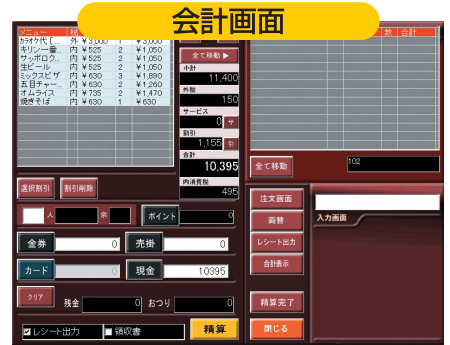 会計画面
メニュー 数 合計
カラオケ代 [ 外 ¥3,000 1 ¥3,000
キリン一番… 内 ¥525 2 ¥1,050
サッポロク… 内 ¥525 2 ¥1,050
生ビール 内 ¥525 2 ¥1,050
ミックスピザ 内 ¥630 3 ¥1,890
五目チャー… 内 ¥630 2 ¥1,260
オムライス 内 ¥735 2 ¥1,470
焼きそば 内 ¥630 1 ¥630
全て移動 ▶
小計
11,400
外税
150
サービス
0 サ
割引
1,155 引
合計
10,395
内消費税
495
全て移動 102
選択割引 割引削除
人 余 ポイント 0
金券 0 売掛 0
カード 0 現金 10395
クリア 残金 0 おつり 0
レシート出力 領収書 精算
注文画面
両替
レシート出力
合計表示
精算完了
閉じる
入力画面